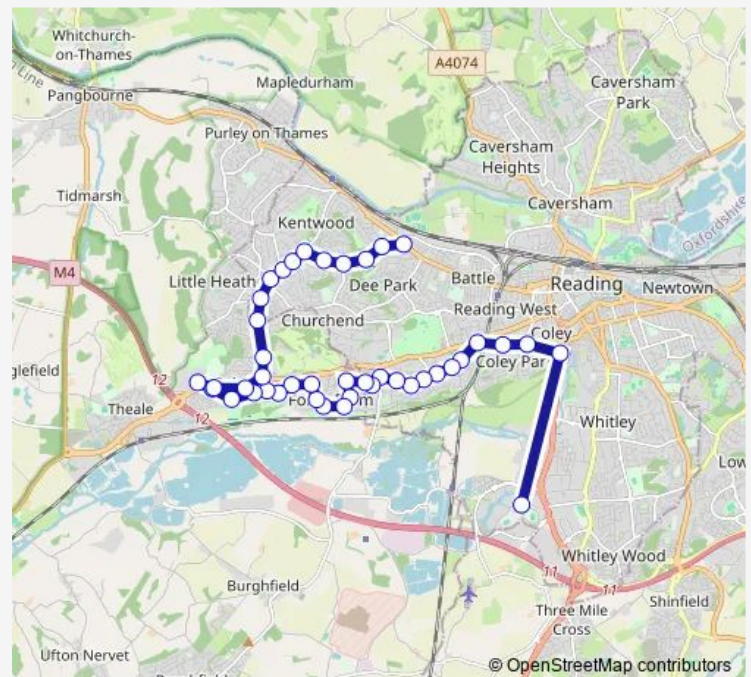 Whitchurch-
on-Thames
A4074
Mapledurham
Caversham
Park
Pangbourne
Purley on Thames
Caversham
Heights
Tidmarsh
Caversham
Kentwood
Oxfordshire
M4
Little Heath
Battle
Reading
Newtown
Dee Park
Reading West
Churchend
Coley
glefield
Coley Par
12
Theale
12
Whitley
Low
11
Whitley Wood
11
Burghfield
Shinfield
Three Mile
Cross
Ufton Nervet
© OpenStreetMap contributors